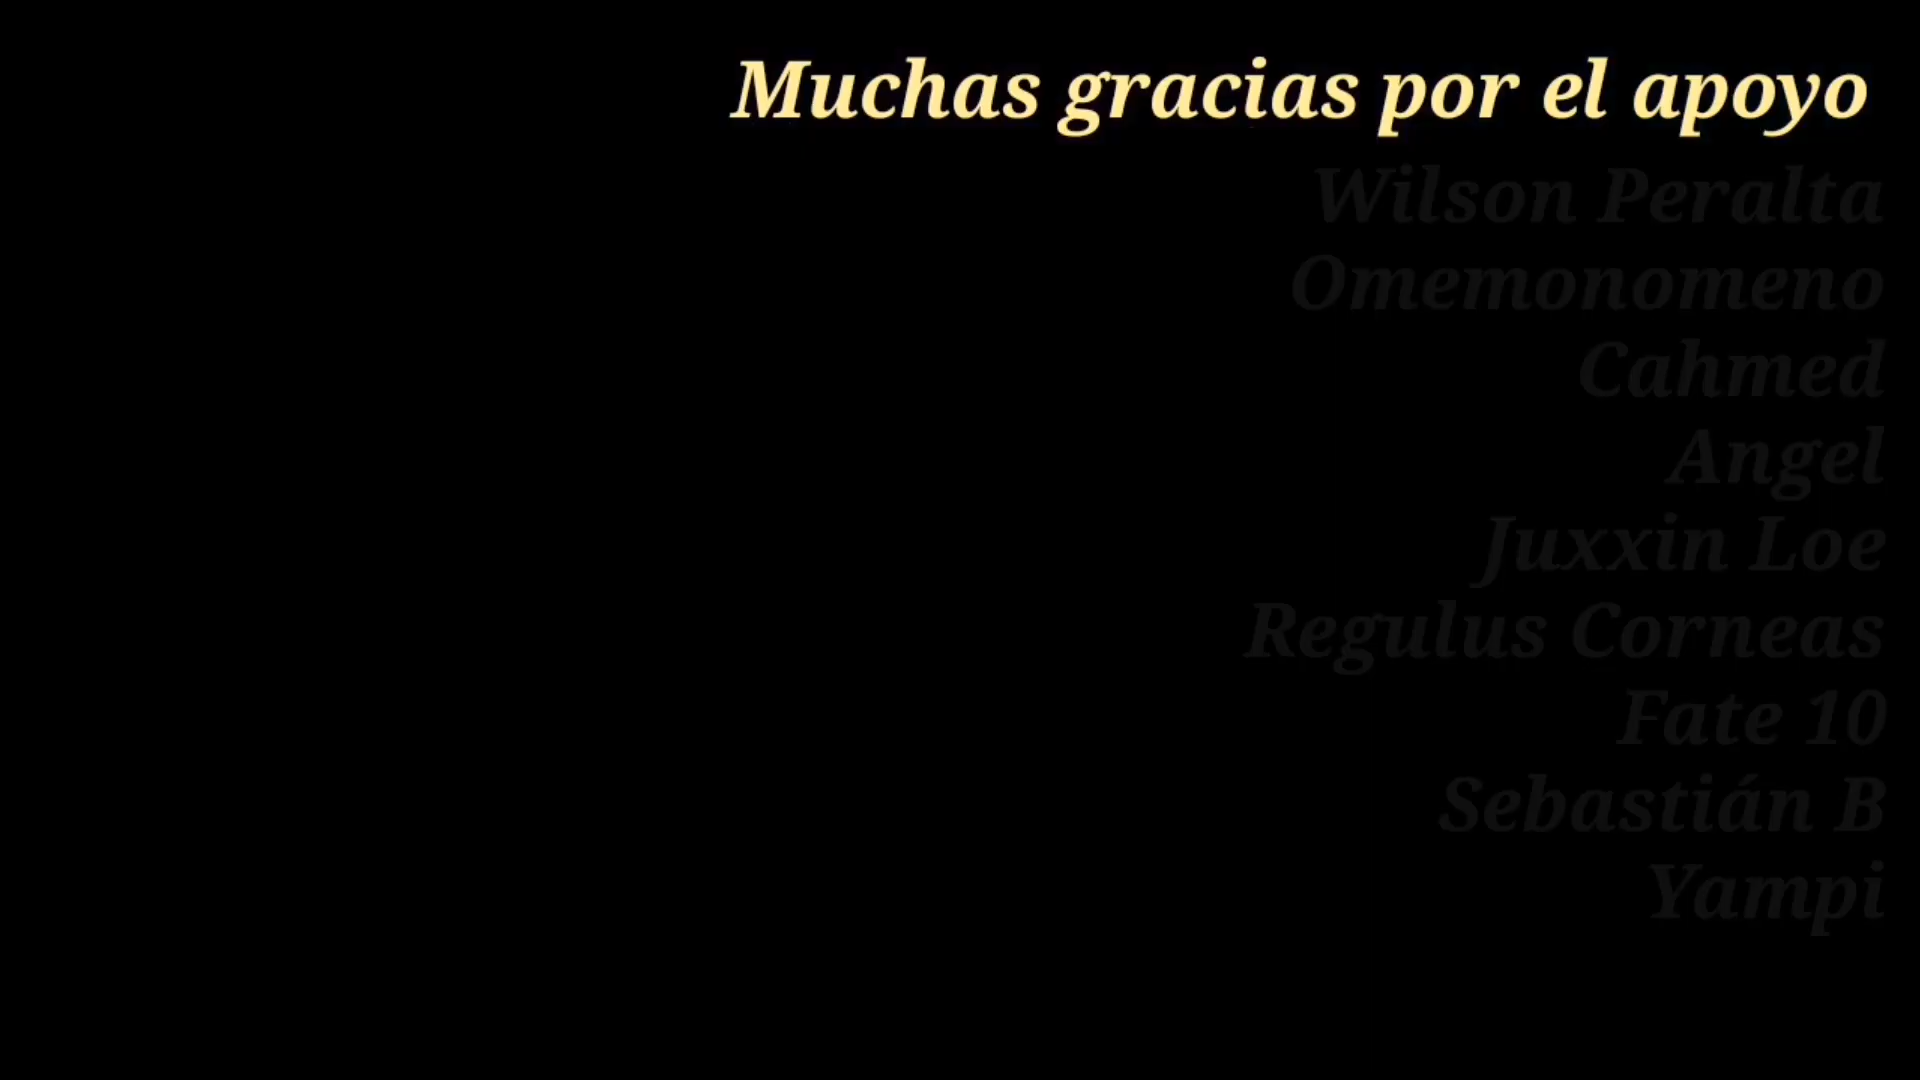 Muchas gracias por el apoyo
Wilson Peralta
Omemonomeno
Cahmed
Angel
Juxxin Loe
Regulus Corneas
Fate 10
Sebastián B
Yampi